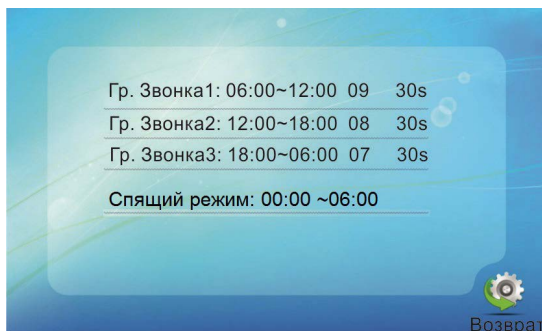 Гр. Звонка1: 06:00~12:00 09 30s
Гр. Звонка2: 12:00~18:00 08 30s
Гр. Звонка3: 18:00~06:00 07 30s
Спящий режим: 00:00 ~06:00
Возврат